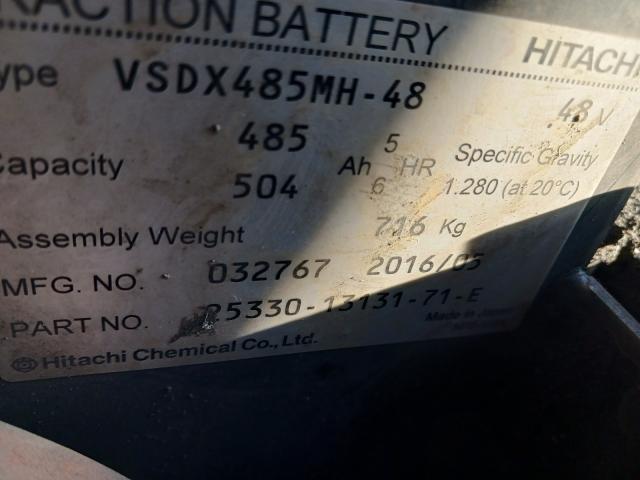 RACTION BATTERY HITACHI
ype VSDX485MH-48 48 V
apacity 485 504 Ah 5 6 HR Specific Gravity 1.280 (at 20°C)
Assembly Weight 716 Kg
MFG. NO. 032767 2016/05
PART NO. 25330-13131-71-E
Made in Japan
Hitachi Chemical Co., Ltd.